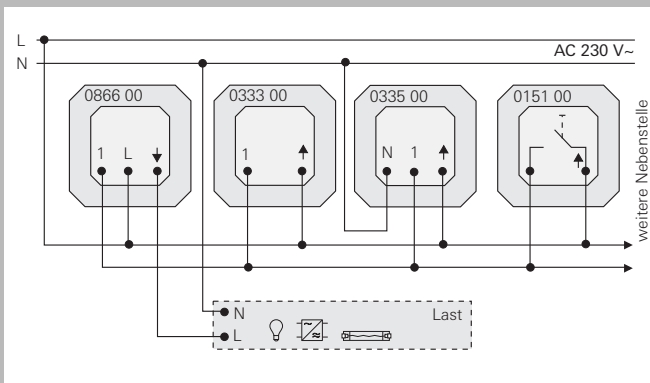 L
N
AC 230 V~
0866 00
0333 00
0335 00
0151 00
1 L
1
N 1
weitere Nebenstelle
N
Last
L